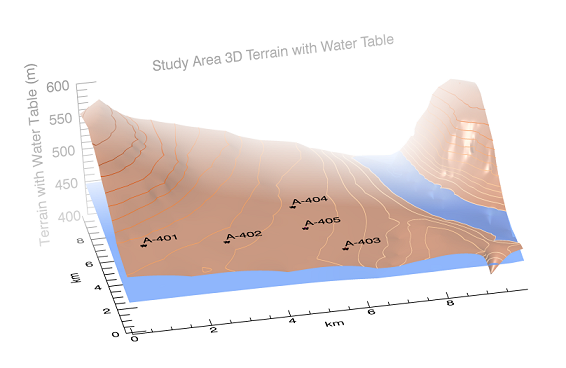 Study Area 3D Terrain with Water Table
Terrain with Water Table (m)
600
550
500
450
400
A-404
A-405
A-401
A-402
A-403
8
6
4
2
0
km
0
2
4
6
8
km